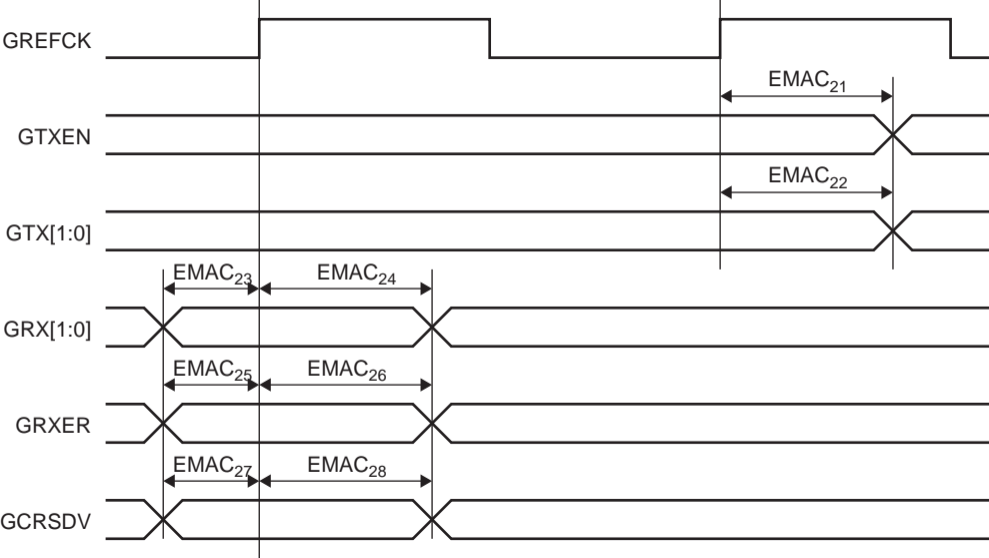 GREFCK
EMAC21
GTXEN
EMAC22
GTX[1:0]
EMAC23 EMAC24
GRX[1:0]
EMAC25 EMAC26
GRXER
EMAC27 EMAC28
GCRSDV